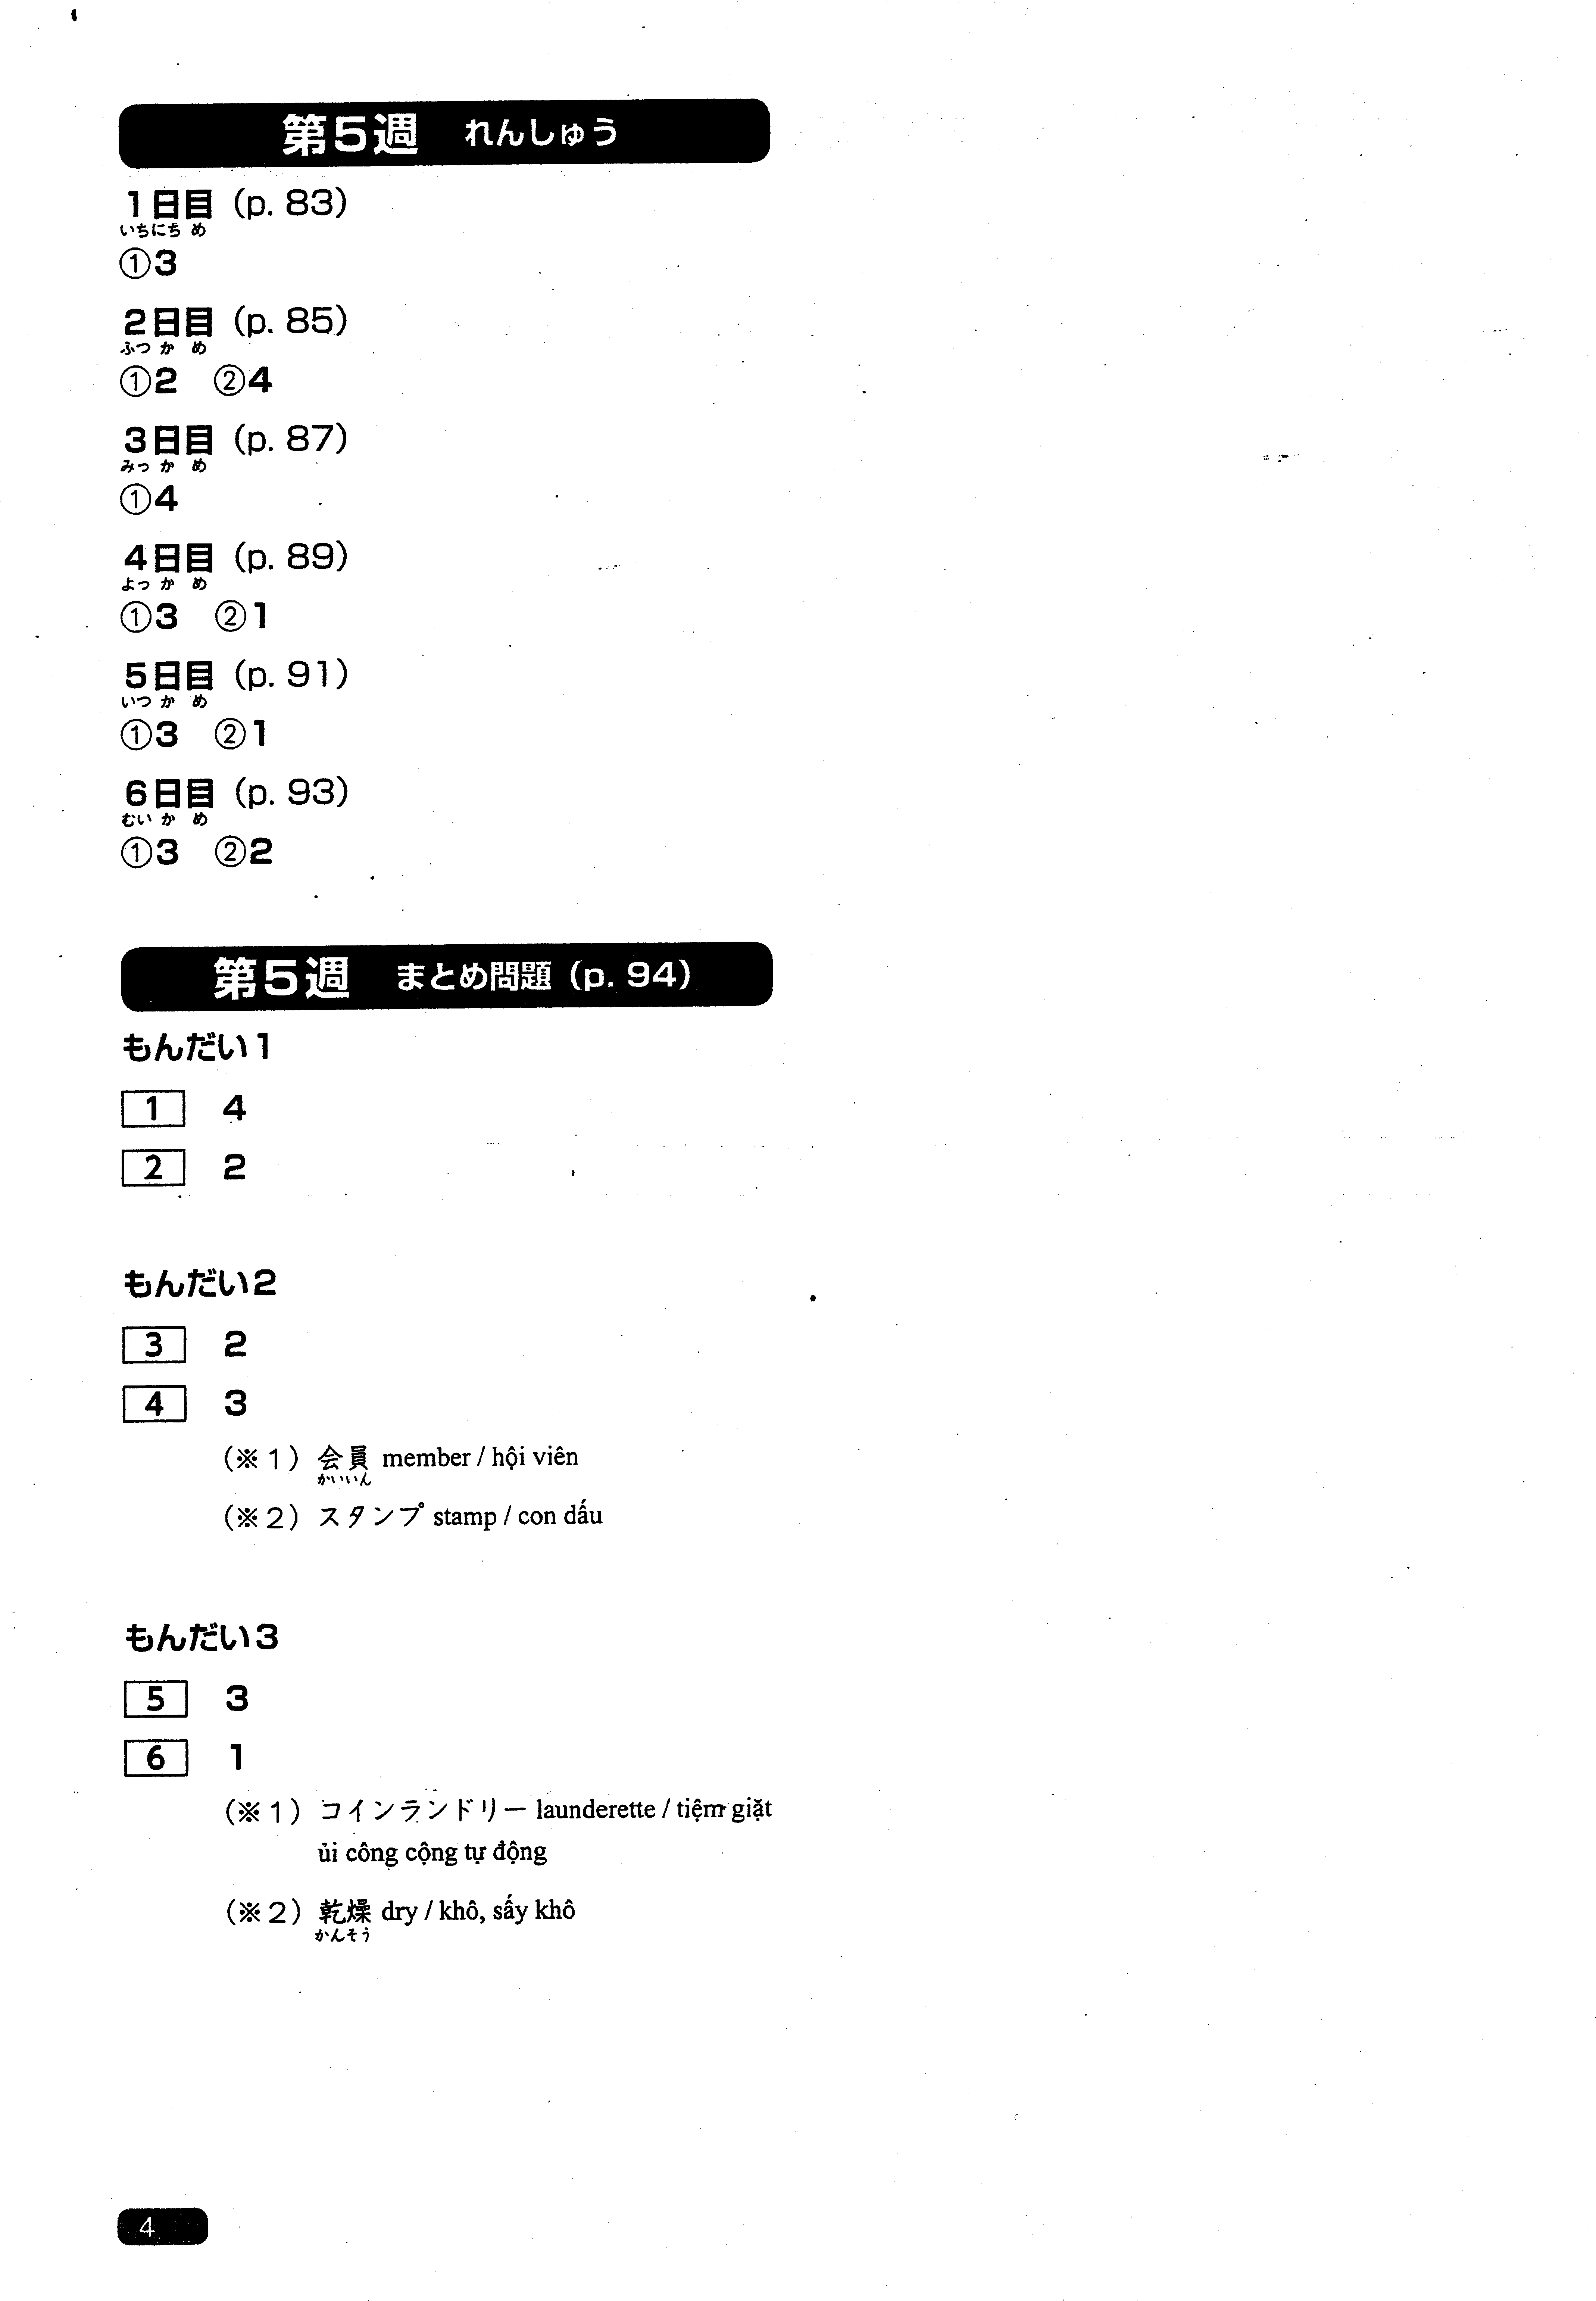 第5週 れんしゅう
1日目 (p. 83)
いちにち め
①3
2日目 (p. 85)
ふつ か め
①2 ②4
3日目 (p. 87)
みっ か め
①4
4日目 (p. 89)
よっ か め
①3 ②1
5日目 (p. 91)
いつ か め
①3 ②1
6日目 (p. 93)
むい か め
①3 ②2
第5週 まとめ問題 (p. 94)
もんだい1
1 4
2 2
もんだい2
3 2
4 3
(※1) 会員 member / hội viên
かいいん
(※2) スタンプ stamp / con dấu
もんだい3
5 3
6 1
(※1) コインランドリー launderette / tiệm giặt
ủi công cộng tự động
(※2) 乾燥 dry / khô, sấy khô
かんそう
4